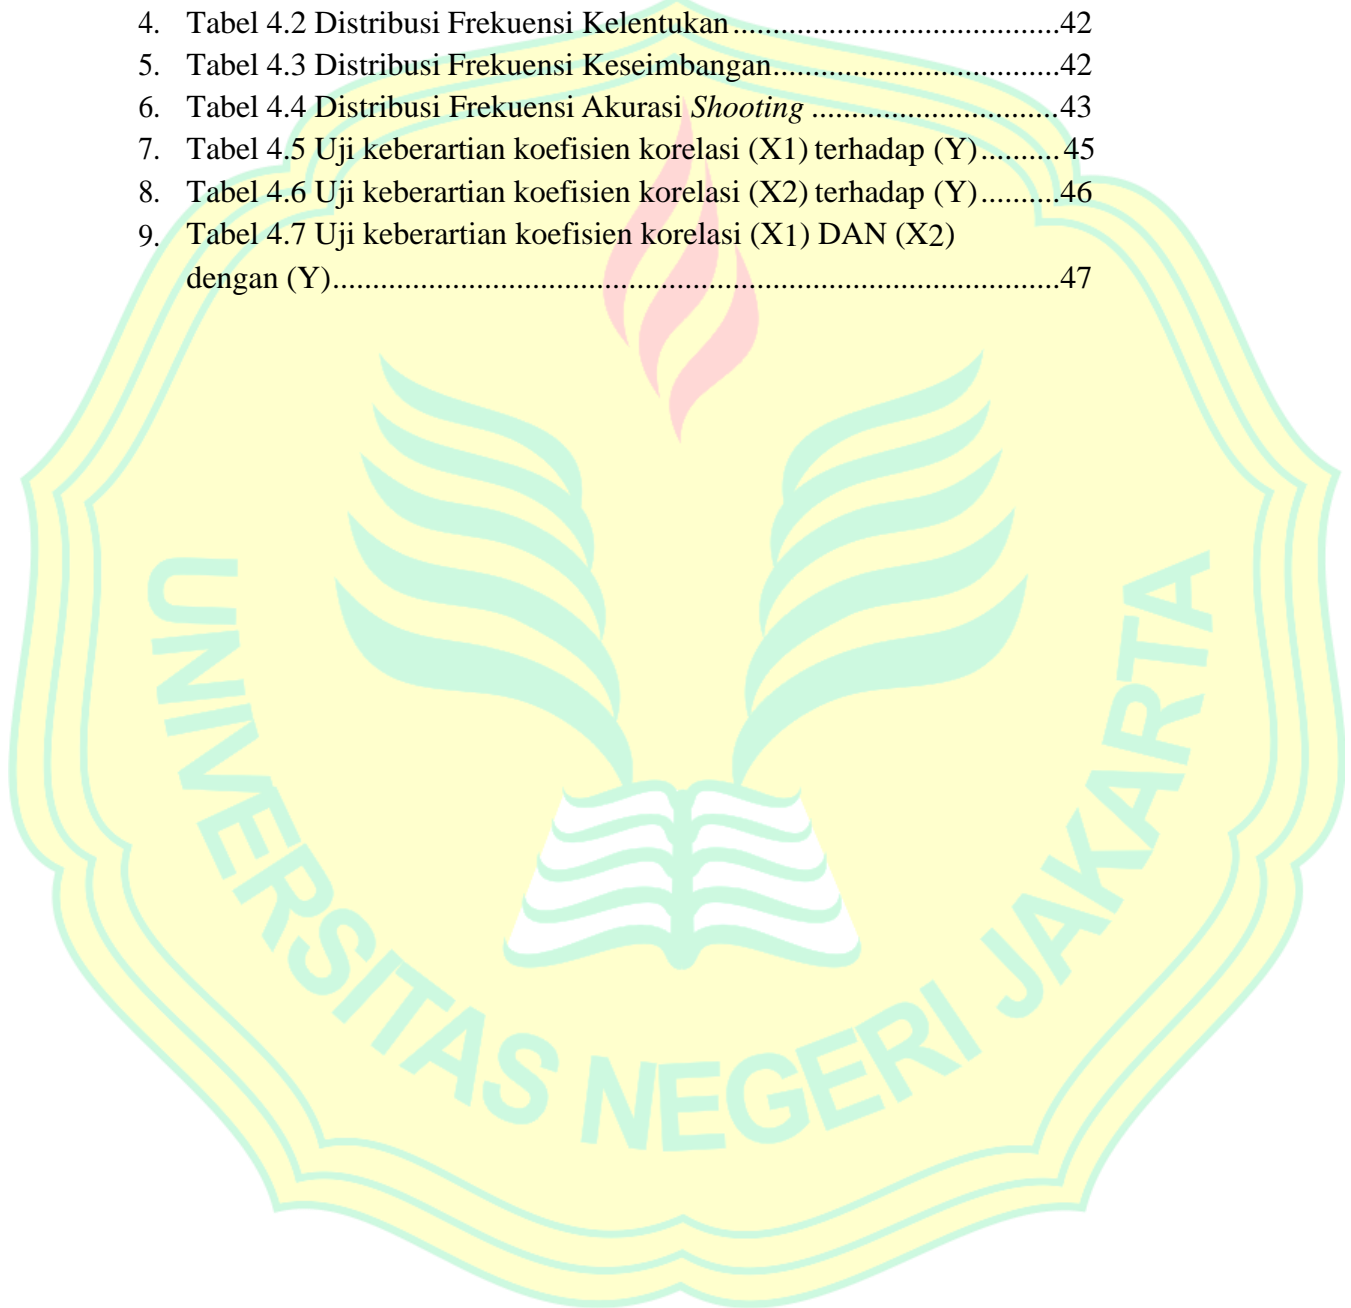 4. Tabel 4.2 Distribusi Frekuensi Kelentukan.....................................42
5. Tabel 4.3 Distribusi Frekuensi Keseimbangan................................42
6. Tabel 4.4 Distribusi Frekuensi Akurasi Shooting ............................43
7. Tabel 4.5 Uji keberartian koefisien korelasi (X1) terhadap (Y)..........45
8. Tabel 4.6 Uji keberartian koefisien korelasi (X2) terhadap (Y)..........46
9. Tabel 4.7 Uji keberartian koefisien korelasi (X1) DAN (X2)
dengan (Y)...................................................................................47
UNIVERSITAS NEGERI JAKARTA